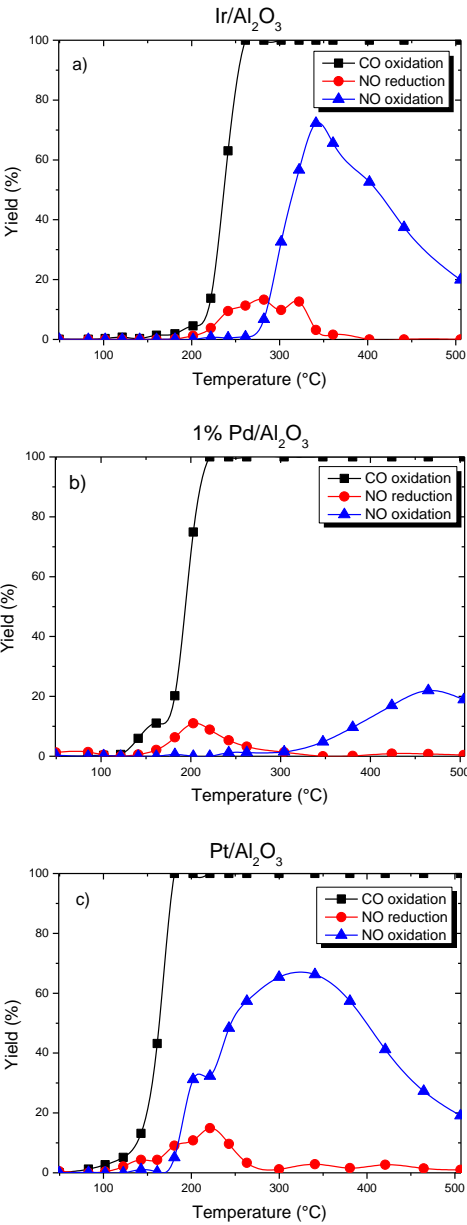 Ir/Al₂O₃
a)
CO oxidation
NO reduction
NO oxidation
100
80
60
40
20
0
Yield (%)
100 200 300 400 500
Temperature (°C)
1% Pd/Al₂O₃
b)
CO oxidation
NO reduction
NO oxidation
100
80
60
40
20
0
Yield (%)
100 200 300 400 500
Temperature (°C)
Pt/Al₂O₃
c)
CO oxidation
NO reduction
NO oxidation
100
80
60
40
20
0
Yield (%)
100 200 300 400 500
Temperature (°C)